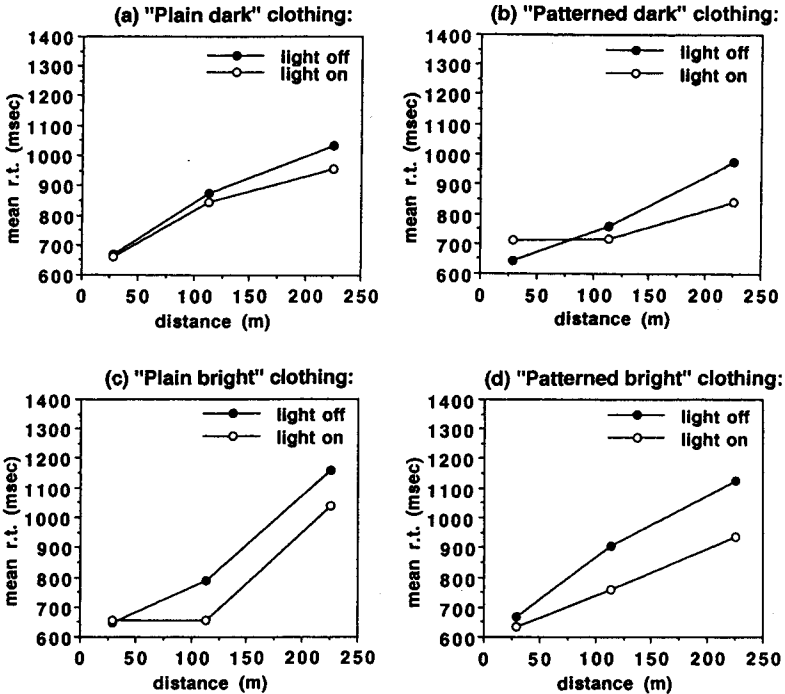 (a) "Plain dark" clothing:
1400
1300
1200
1100
1000
900
800
700
600
mean r.t. (msec)
light off
light on
0 50 100 150 200 250
distance (m)
(b) "Patterned dark" clothing:
1400
1300
1200
1100
1000
900
800
700
600
mean r.t. (msec)
light off
light on
0 50 100 150 200 250
distance (m)
(c) "Plain bright" clothing:
1400
1300
1200
1100
1000
900
800
700
600
mean r.t. (msec)
light off
light on
0 50 100 150 200 250
distance (m)
(d) "Patterned bright" clothing:
1400
1300
1200
1100
1000
900
800
700
600
mean r.t. (msec)
light off
light on
0 50 100 150 200 250
distance (m)